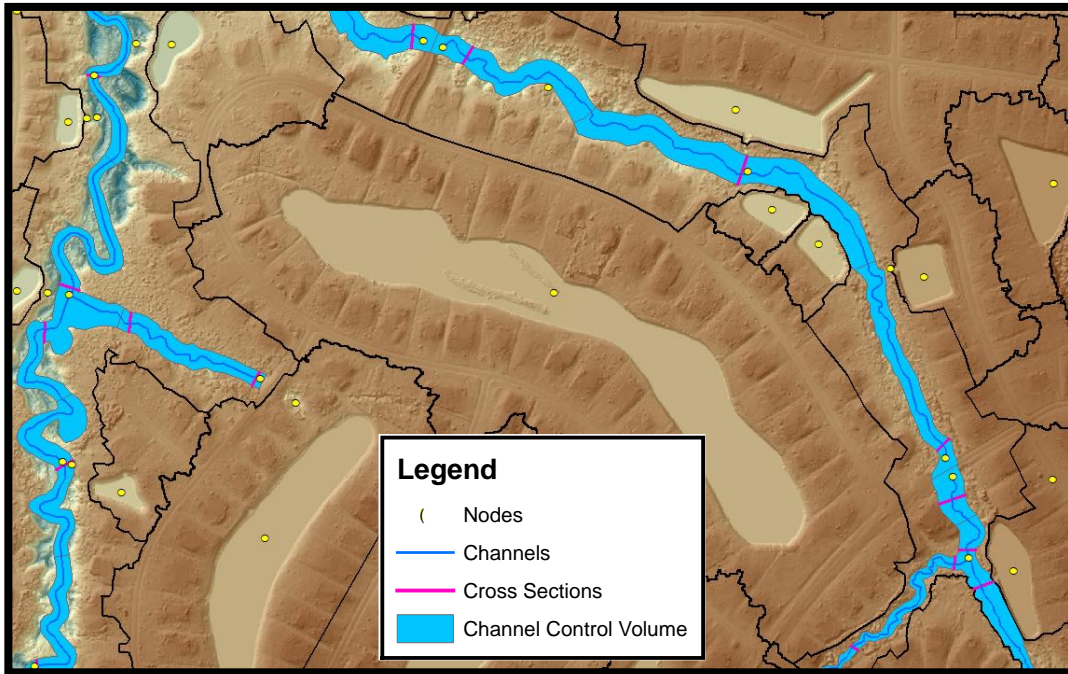 Legend
Nodes
Channels
Cross Sections
Channel Control Volume